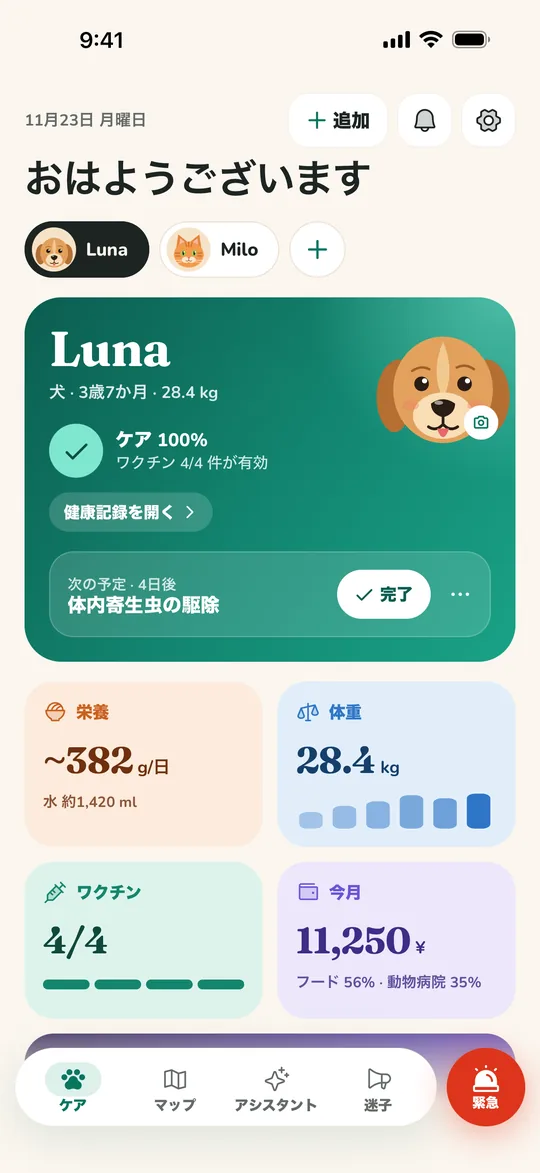 9:41
11月23日 月曜日
追加
おはようございます
Luna
Milo
Luna
犬 · 3歳7か月 · 28.4 kg
ケア 100%
ワクチン 4/4 件が有効
健康記録を開く
次の予定 · 4日後
体内寄生虫の駆除
完了
栄養
~382 g/日
水 約1,420 ml
体重
28.4 kg
ワクチン
4/4
今月
11,250 ¥
フード 56% · 動物病院 35%
ケア
マップ
アシスタント
迷子
緊急